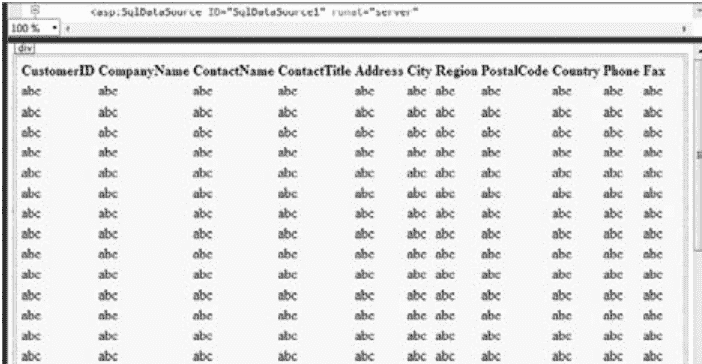 <asp:SqlDataSource ID="SqlDataSource1" runat="server"
100 %
div
CustomerID CompanyName ContactName ContactTitle Address City Region PostalCode Country Phone Fax
abc abc abc abc abc abc abc abc abc abc abc
abc abc abc abc abc abc abc abc abc abc abc
abc abc abc abc abc abc abc abc abc abc abc
abc abc abc abc abc abc abc abc abc abc abc
abc abc abc abc abc abc abc abc abc abc abc
abc abc abc abc abc abc abc abc abc abc abc
abc abc abc abc abc abc abc abc abc abc abc
abc abc abc abc abc abc abc abc abc abc abc
abc abc abc abc abc abc abc abc abc abc abc
abc abc abc abc abc abc abc abc abc abc abc
abc abc abc abc abc abc abc abc abc abc abc
abc abc abc abc abc abc abc abc abc abc abc
abc abc abc abc abc abc abc abc abc abc abc
abc abc abc abc abc abc abc abc abc abc abc